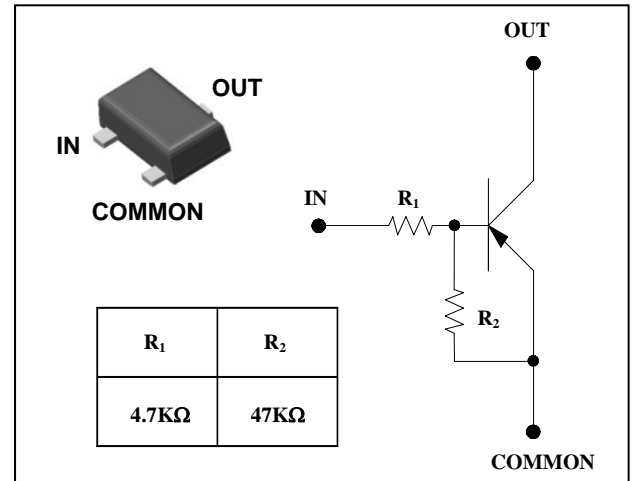 OUT
OUT
IN
COMMON
IN
R₁
R₂
R₁ R₂
4.7KΩ 47KΩ
COMMON